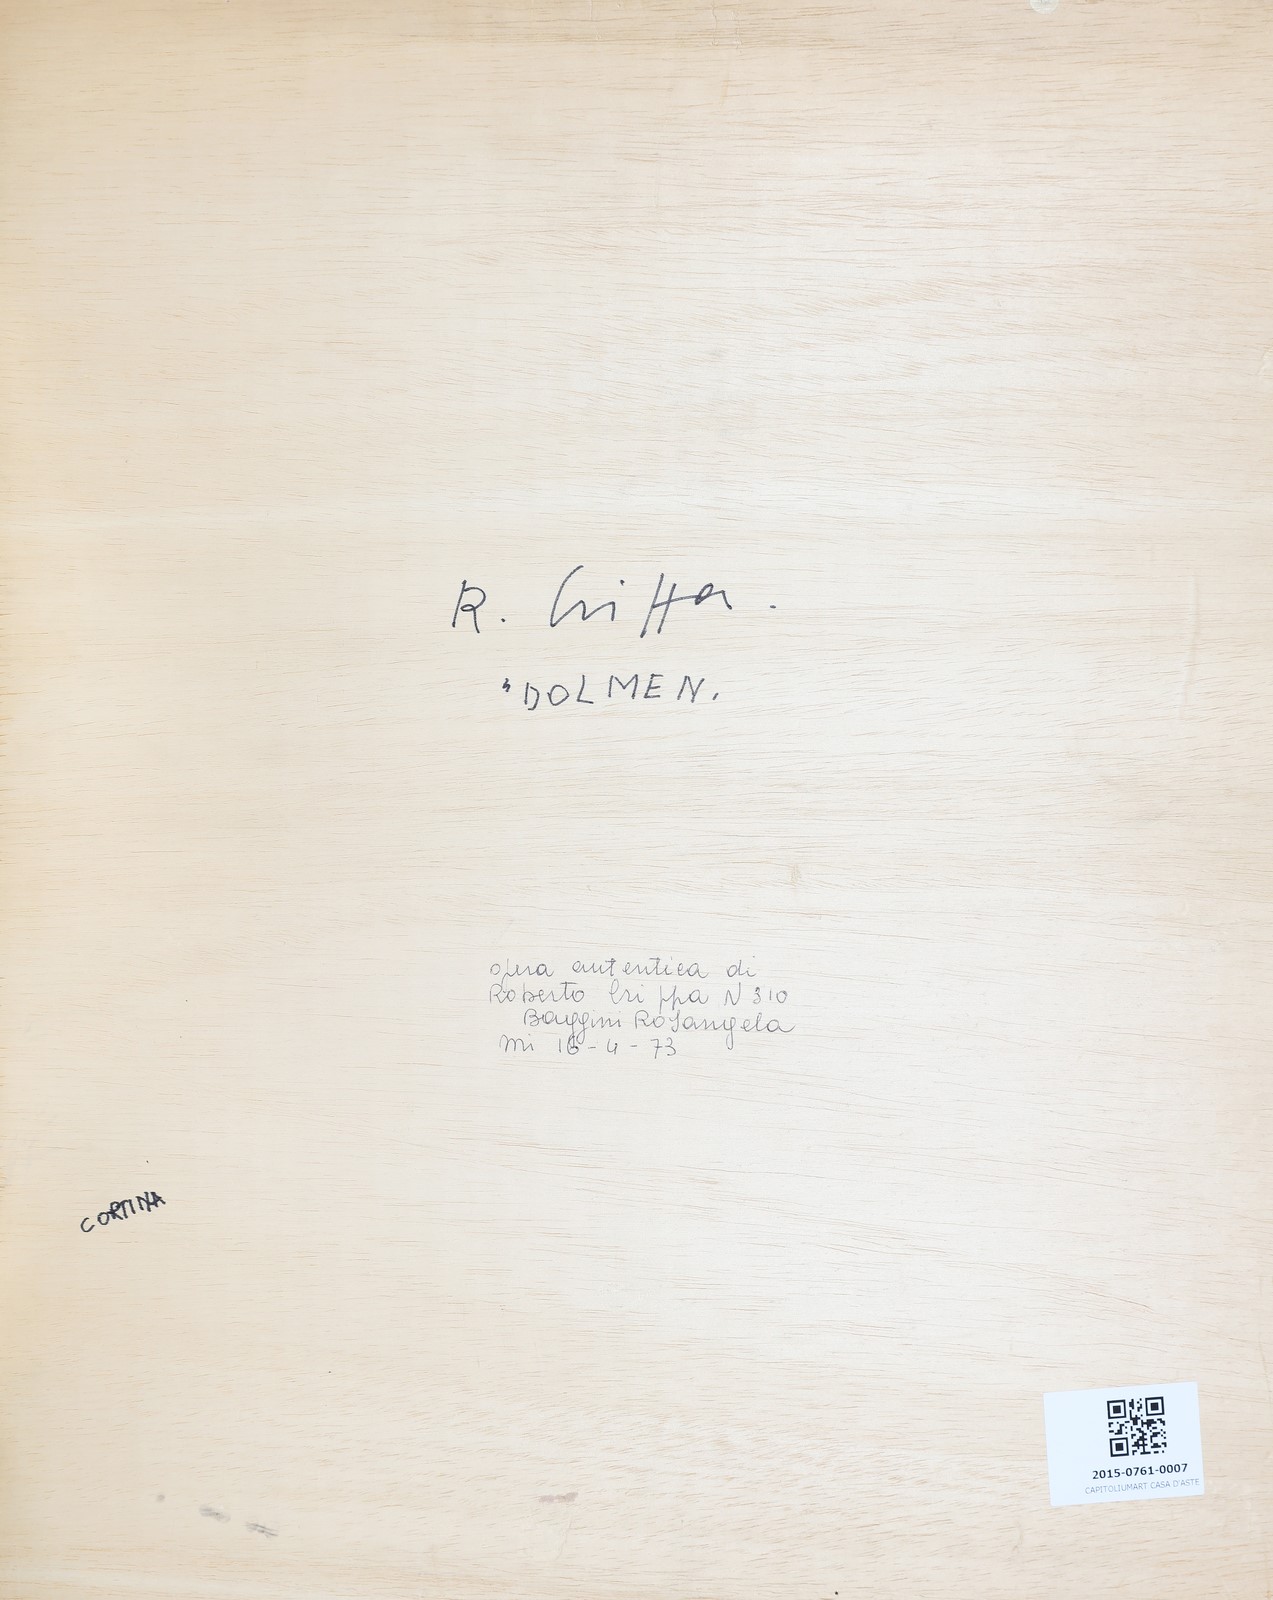 R. Crippa.
"DOLMEN.
opera autentica di
Roberto Crippa N 310
Baggini Rosangela
mi 16-4-73
CORTINA
2015-0761-0007
CAPITOLIUMART CASA D'ASTE